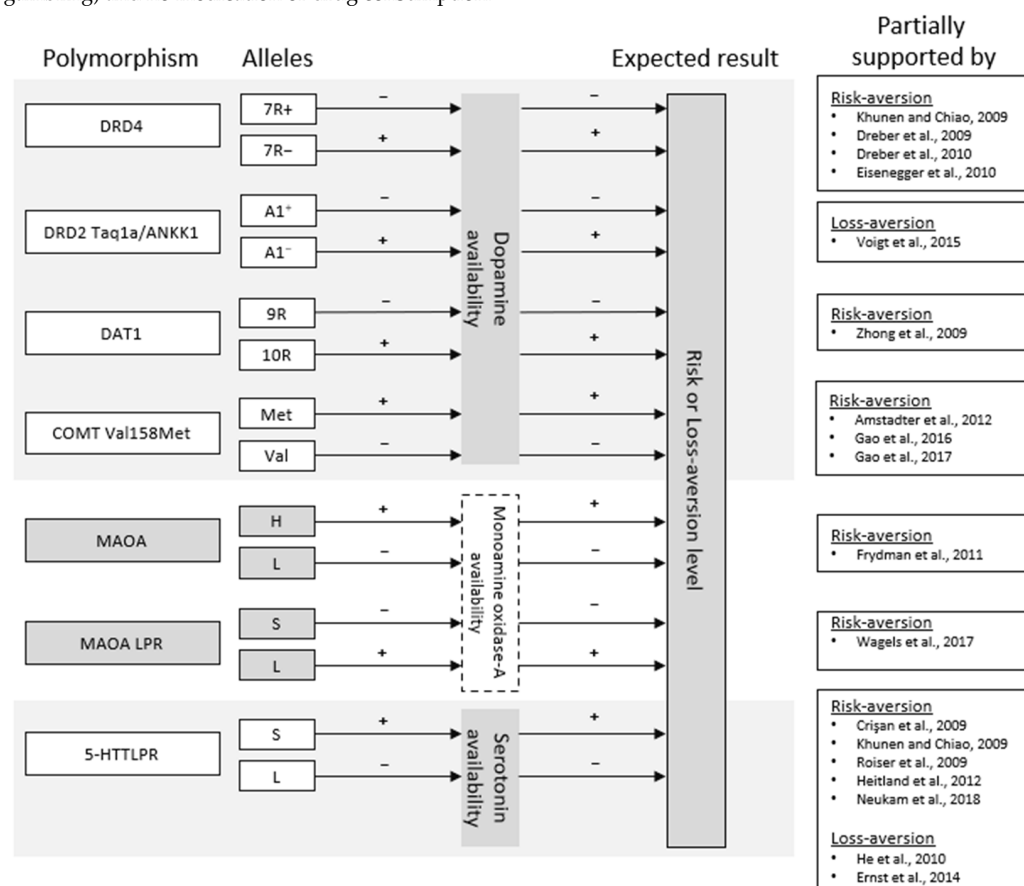 Partially
supported by
Polymorphism
Alleles
Expected result
DRD4
7R+
−
−
7R−
+
+
DRD2 Taq1a/ANKK1
A1⁺
−
−
A1⁻
+
+
DAT1
9R
−
−
10R
+
+
COMT Val158Met
Met
+
+
Val
−
−
Dopamine
availability
MAOA
H
+
+
L
−
−
MAOA LPR
S
−
−
L
+
+
Monoamine oxidase-A
availability
5-HTTLPR
S
+
+
L
−
−
Serotonin
availability
Risk or Loss-aversion level
Risk-aversion
• Khunen and Chiao, 2009
• Dreber et al., 2009
• Dreber et al., 2010
• Eisenegger et al., 2010
Loss-aversion
• Voigt et al., 2015
Risk-aversion
• Zhong et al., 2009
Risk-aversion
• Amstadter et al., 2012
• Gao et al., 2016
• Gao et al., 2017
Risk-aversion
• Frydman et al., 2011
Risk-aversion
• Wagels et al., 2017
Risk-aversion
• Crişan et al., 2009
• Khunen and Chiao, 2009
• Roiser et al., 2009
• Heitland et al., 2012
• Neukam et al., 2018
Loss-aversion
• He et al., 2010
• Ernst et al., 2014